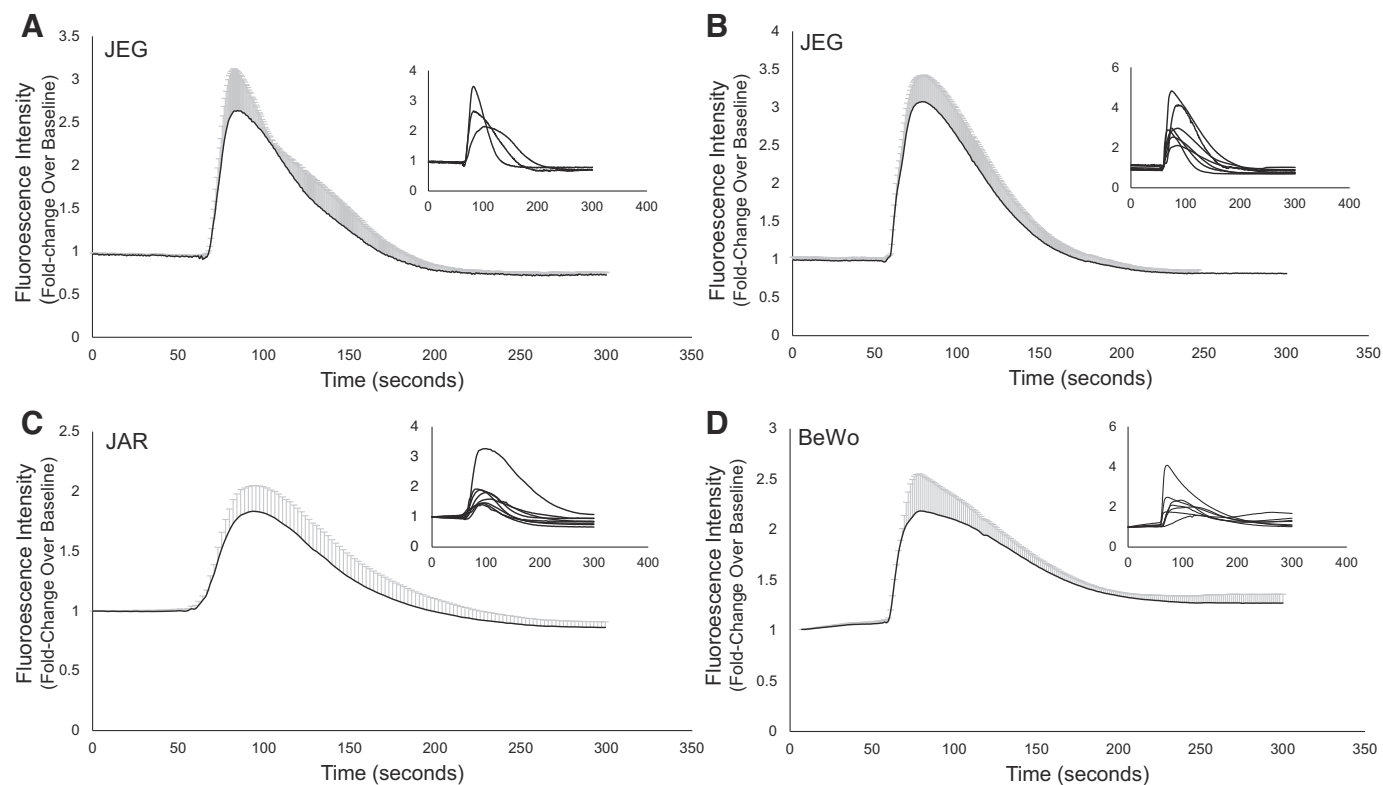 A
JEG
Fluoroescence Intensity
(Fold-change Over Baseline)
3.5
3
2.5
2
1.5
1
0.5
0
0 50 100 150 200 250 300 350
Time (seconds)
4
3
2
1
0
0 100 200 300 400
B
JEG
Fluoroescence Intensity
(Fold-Change Over Baseline)
4
3.5
3
2.5
2
1.5
1
0.5
0
0 50 100 150 200 250 300 350
Time (seconds)
6
4
2
0
0 100 200 300 400
C
JAR
Fluoroescence Intensity
(Fold-Change Over Baseline)
2.5
2
1.5
1
0.5
0
0 50 100 150 200 250 300 350
Time (seconds)
4
3
2
1
0
0 100 200 300 400
D
BeWo
Fluoroescence Intensity
(Fold-Change Over Baseline)
3
2.5
2
1.5
1
0.5
0
0 50 100 150 200 250 300 350
Time (seconds)
6
4
2
0
0 100 200 300 400